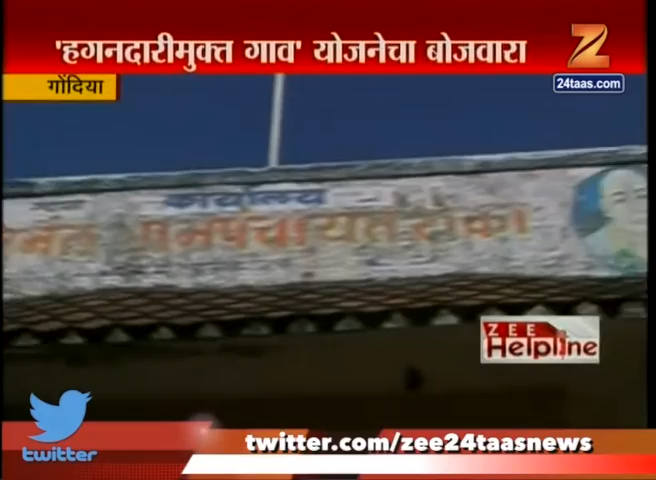 'हगनदारीमुक्त गाव' योजनेचा बोजवारा
24taas.com
गोंदिया
कार्यालय
ग्रामपंचायत
ZEE
Helpline
twitter
twitter.com/zee24taasnews